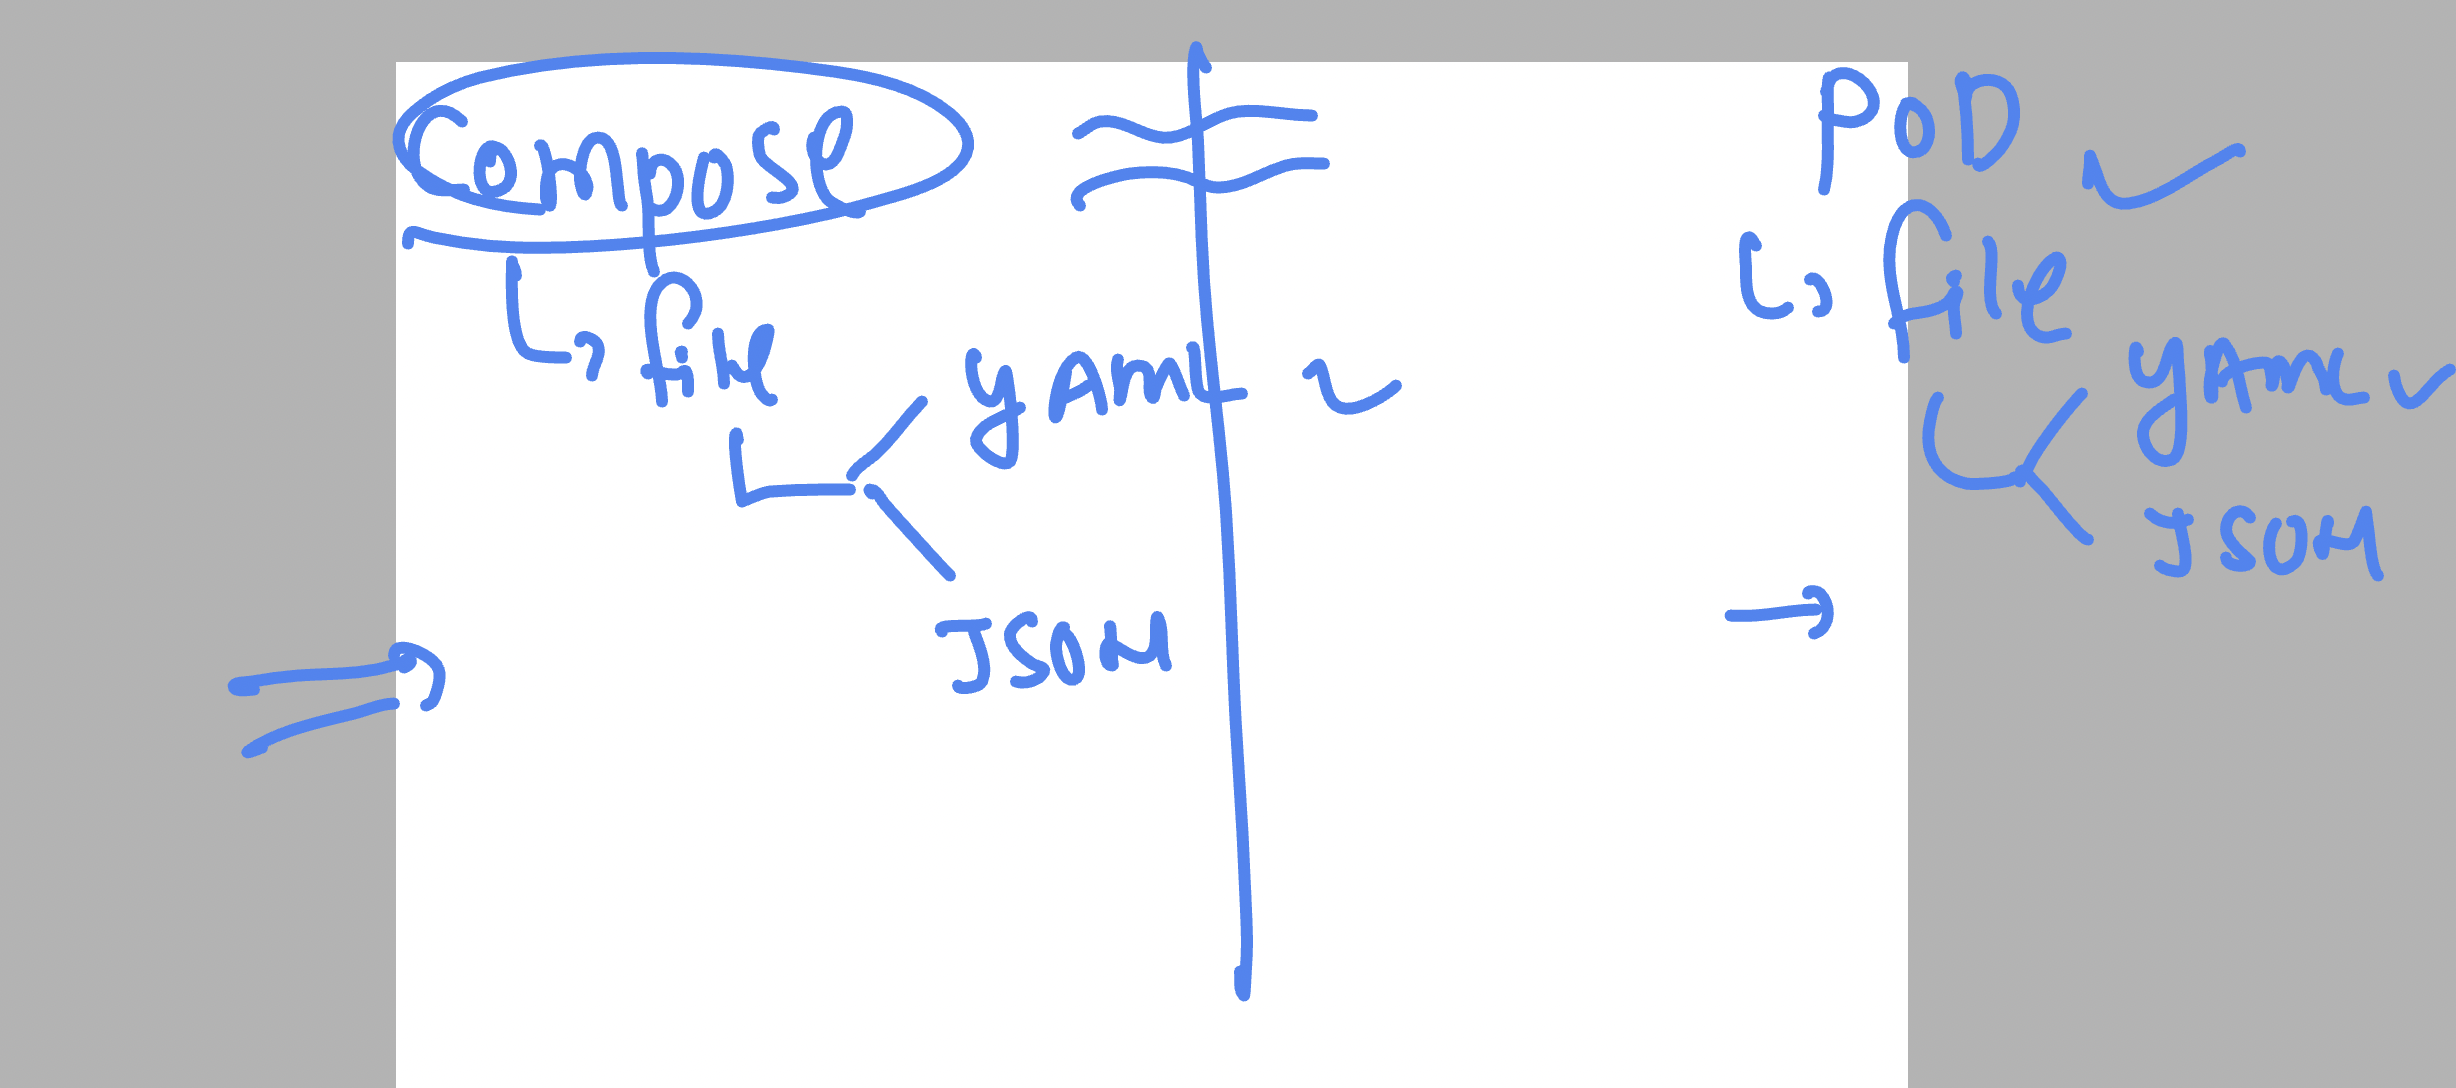 Compose
file
YAML
JSON
POD
file
YAML
JSON